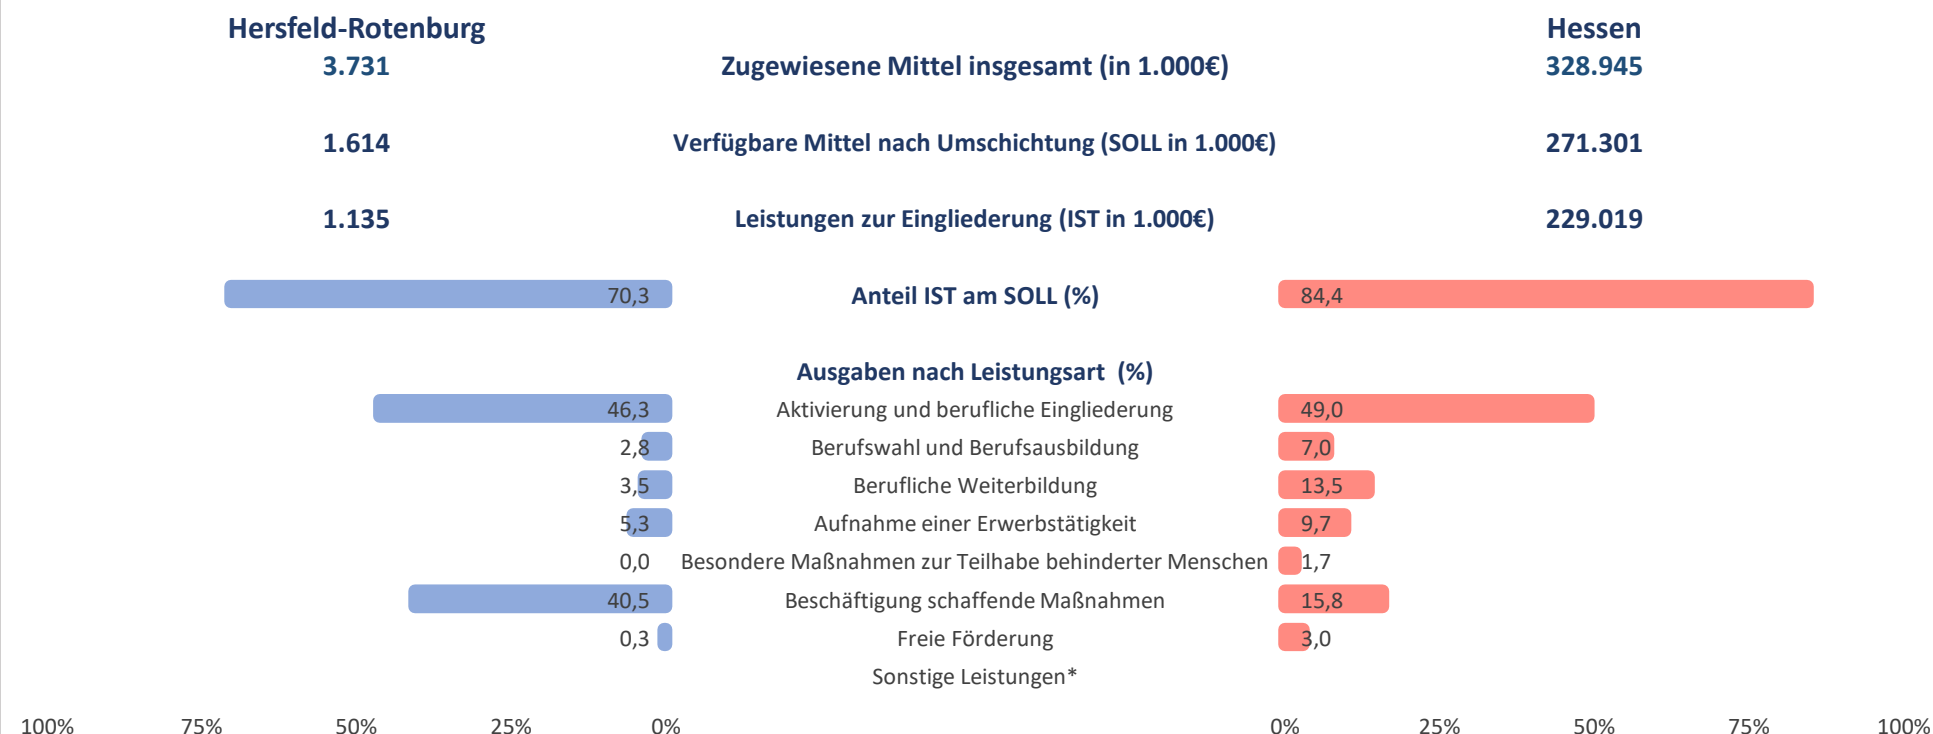 Hersfeld-Rotenburg Hessen
3.731 Zugewiesene Mittel insgesamt (in 1.000€) 328.945
1.614 Verfügbare Mittel nach Umschichtung (SOLL in 1.000€) 271.301
1.135 Leistungen zur Eingliederung (IST in 1.000€) 229.019
70,3 Anteil IST am SOLL (%) 84,4
Ausgaben nach Leistungsart (%)
46,3 Aktivierung und berufliche Eingliederung 49,0
2,8 Berufswahl und Berufsausbildung 7,0
3,5 Berufliche Weiterbildung 13,5
5,3 Aufnahme einer Erwerbstätigkeit 9,7
0,0 Besondere Maßnahmen zur Teilhabe behinderter Menschen 1,7
40,5 Beschäftigung schaffende Maßnahmen 15,8
0,3 Freie Förderung 3,0
Sonstige Leistungen*
100% 75% 50% 25% 0% 0% 25% 50% 75% 100%